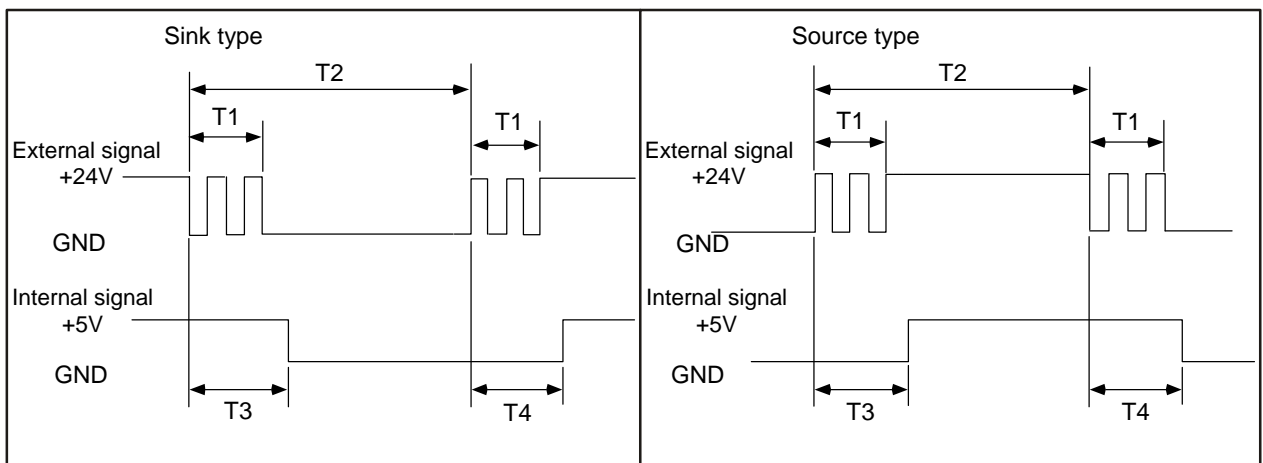 Sink type
T2
T1
T1
External signal
+24V
GND
Internal signal
+5V
GND
T3
T4
Source type
T2
T1
T1
External signal
+24V
GND
Internal signal
+5V
GND
T3
T4